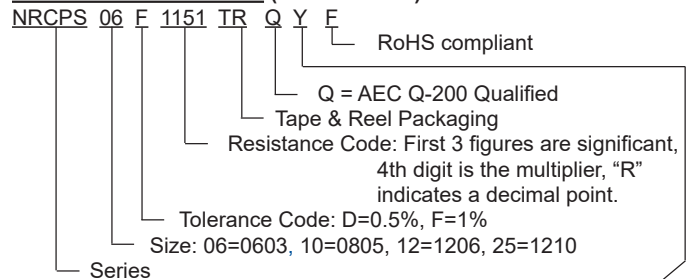 NRCPS 06 F 1151 TR Q Y F
RoHS compliant
Q = AEC Q-200 Qualified
Tape & Reel Packaging
Resistance Code: First 3 figures are significant,
4th digit is the multiplier, “R”
indicates a decimal point.
Tolerance Code: D=0.5%, F=1%
Size: 06=0603, 10=0805, 12=1206, 25=1210
Series